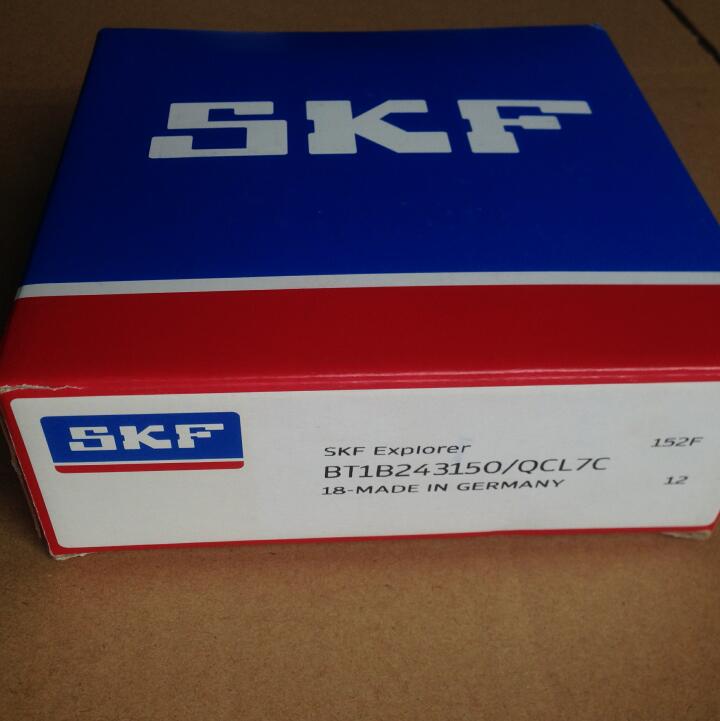 SKF
SKF
SKF Explorer
152F
BT1B243150/QCL7C
18-MADE IN GERMANY
12